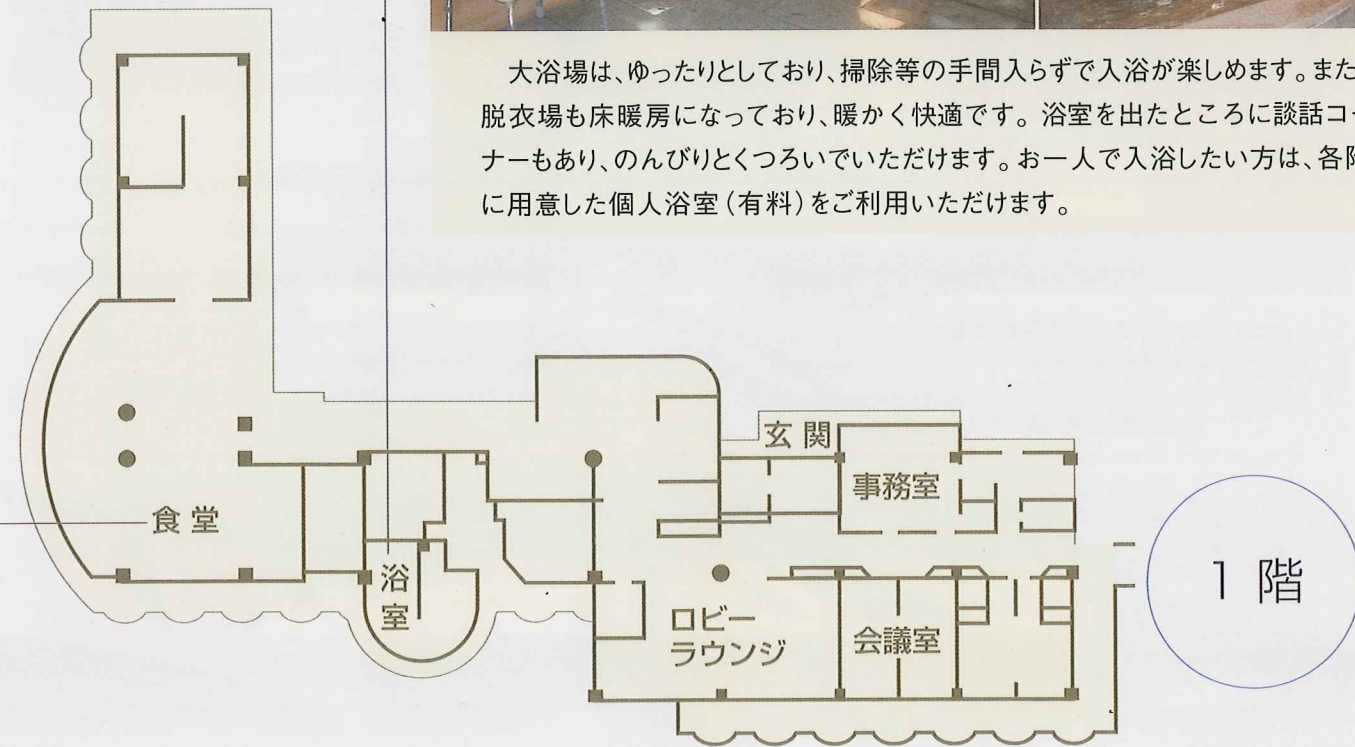 大浴場は、ゆったりとしており、掃除等の手間入らずで入浴が楽しめます。また
脱衣場も床暖房になっており、暖かく快適です。浴室を出たところに談話コー
ナーもあり、のんびりとくつろいでいただけます。お一人で入浴したい方は、各階
に用意した個人浴室(有料)をご利用いただけます。
玄関
事務室
食堂
浴室
ロビー
ラウンジ
会議室
1階